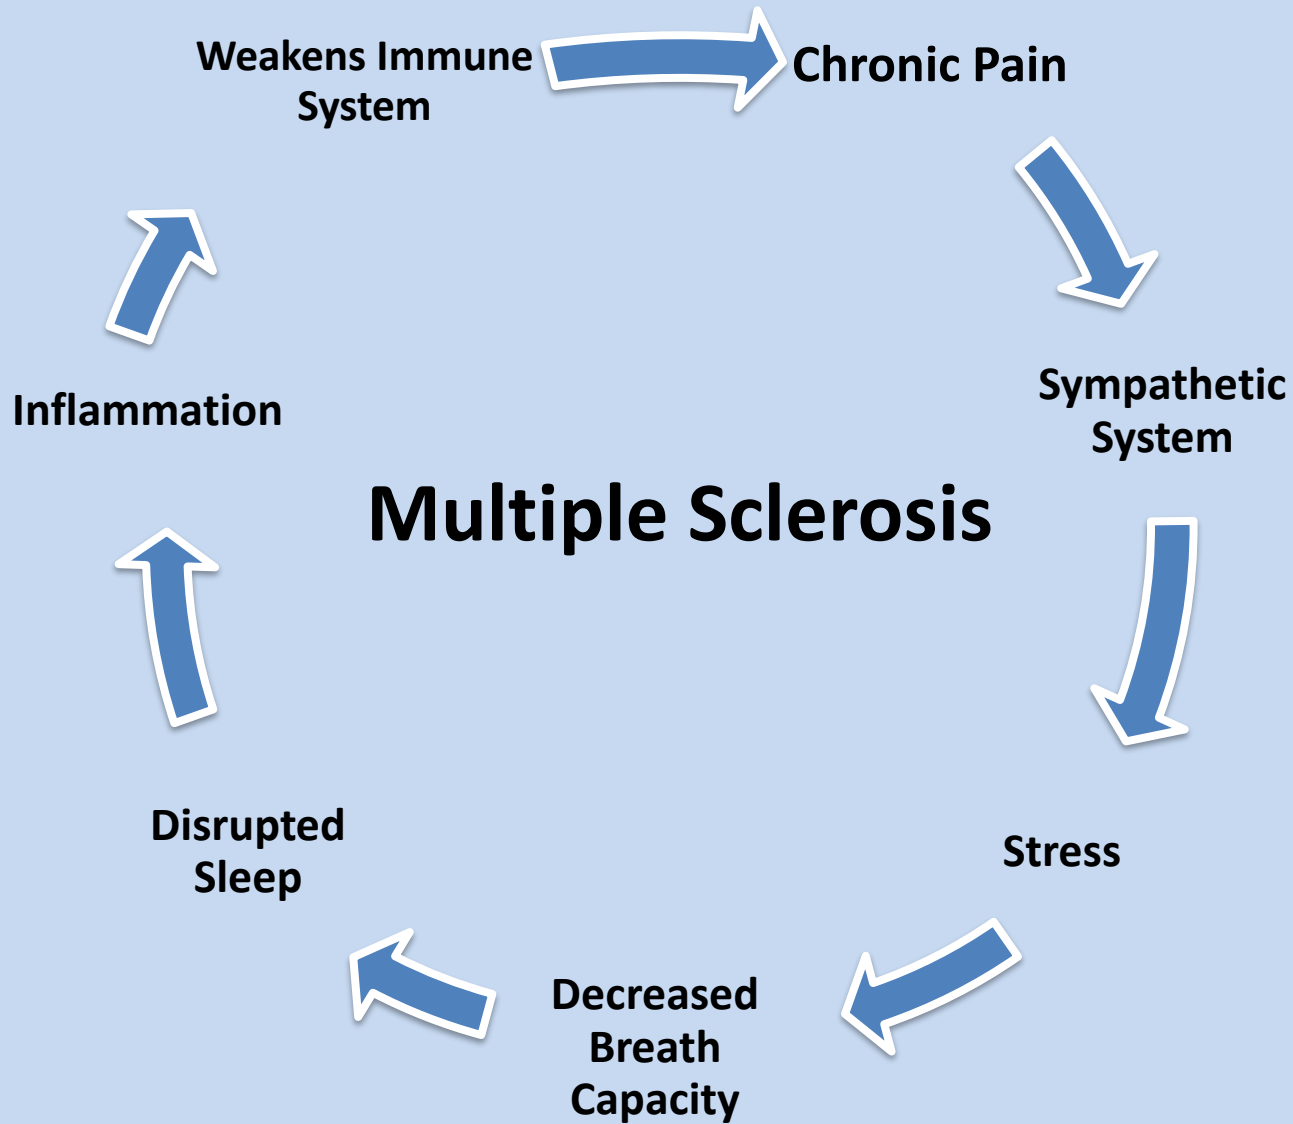 Weakens Immune
System
Chronic Pain
Sympathetic
System
Inflammation
Multiple Sclerosis
Disrupted
Sleep
Stress
Decreased
Breath
Capacity